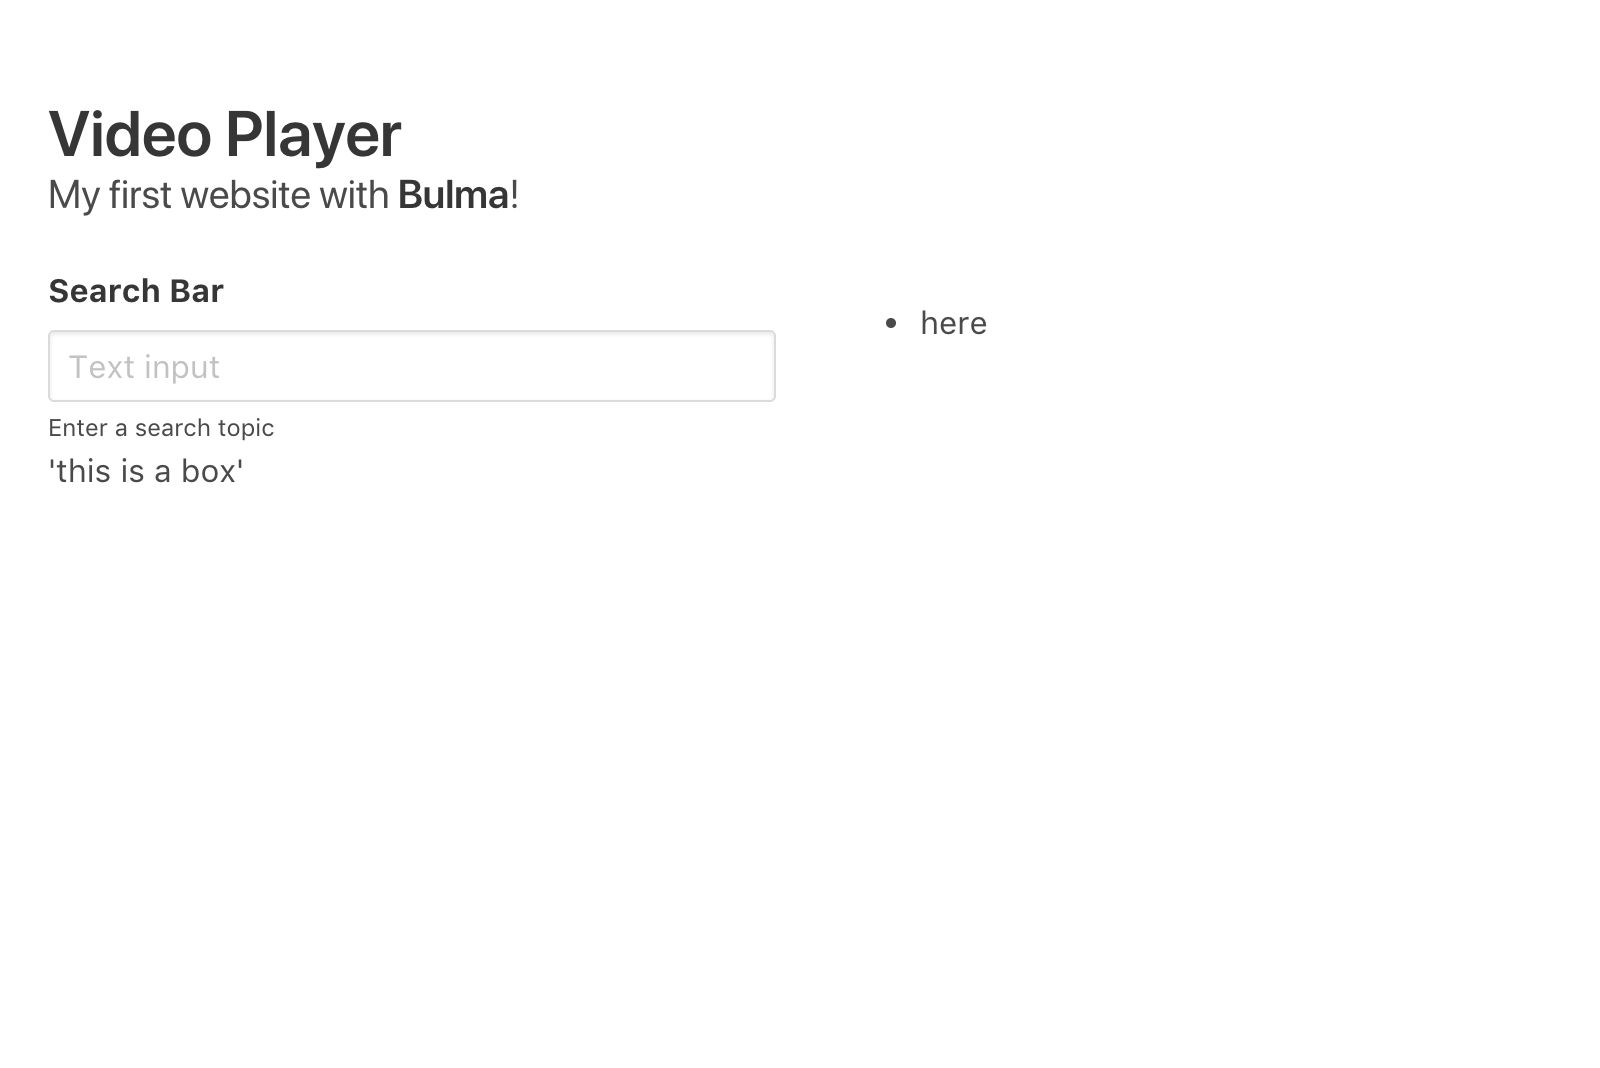 Video Player
My first website with Bulma!
Search Bar
Text input
Enter a search topic
'this is a box'
• here